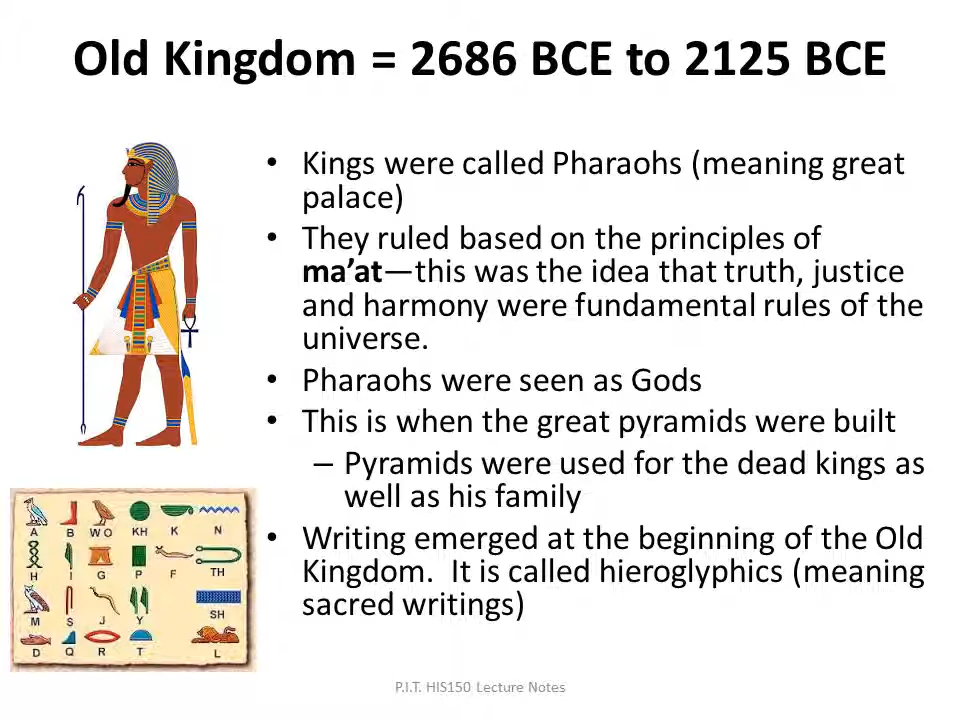 Old Kingdom = 2686 BCE to 2125 BCE
• Kings were called Pharaohs (meaning great
palace)
• They ruled based on the principles of
ma’at—this was the idea that truth, justice
and harmony were fundamental rules of the
universe.
• Pharaohs were seen as Gods
• This is when the great pyramids were built
– Pyramids were used for the dead kings as
well as his family
• Writing emerged at the beginning of the Old
Kingdom.  It is called hieroglyphics (meaning
sacred writings)
A B W O KH K N
H I G P F TH
M S J Y SH
D Q R T L
P.I.T. HIS150 Lecture Notes